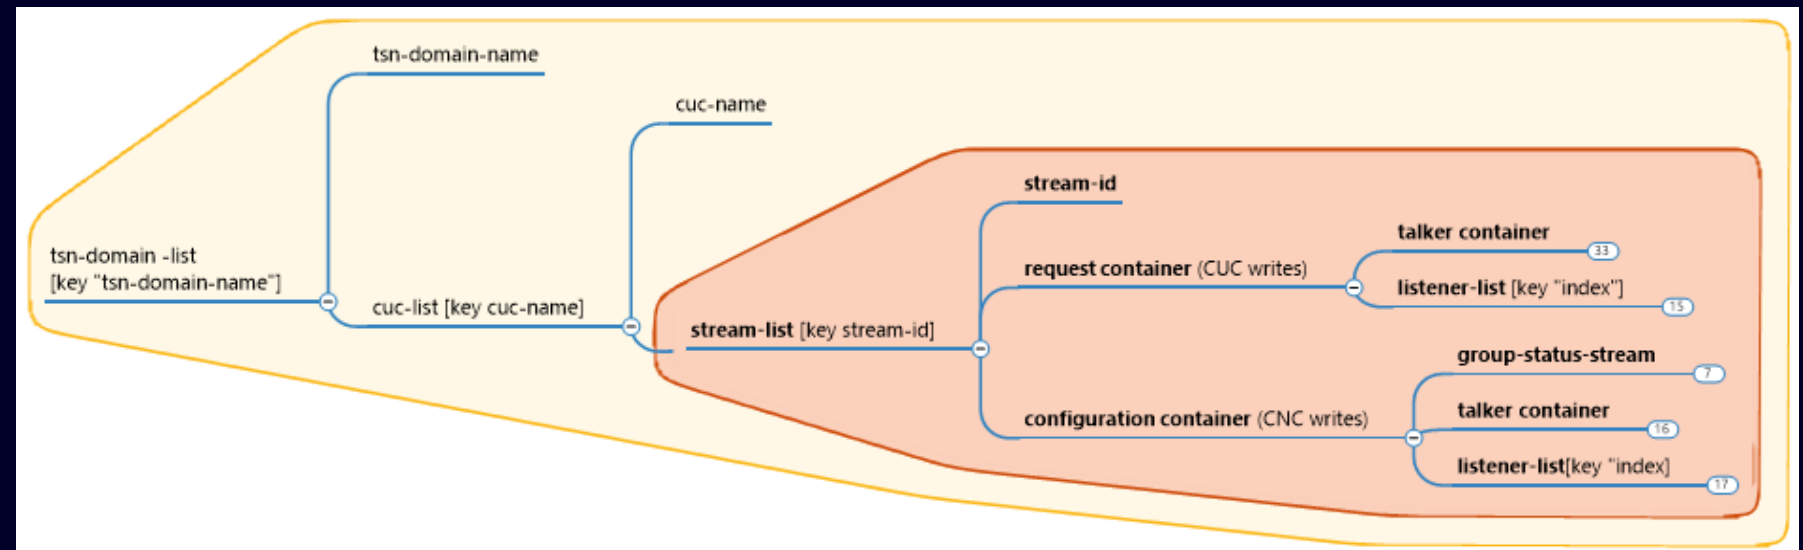 tsn-domain-name
cuc-name
stream-id
talker container
33
tsn-domain -list
[key "tsn-domain-name"]
request container (CUC writes)
listener-list [key "index"]
15
cuc-list [key cuc-name]
stream-list [key stream-id]
group-status-stream
7
configuration container (CNC writes)
talker container
16
listener-list[key "index]
17